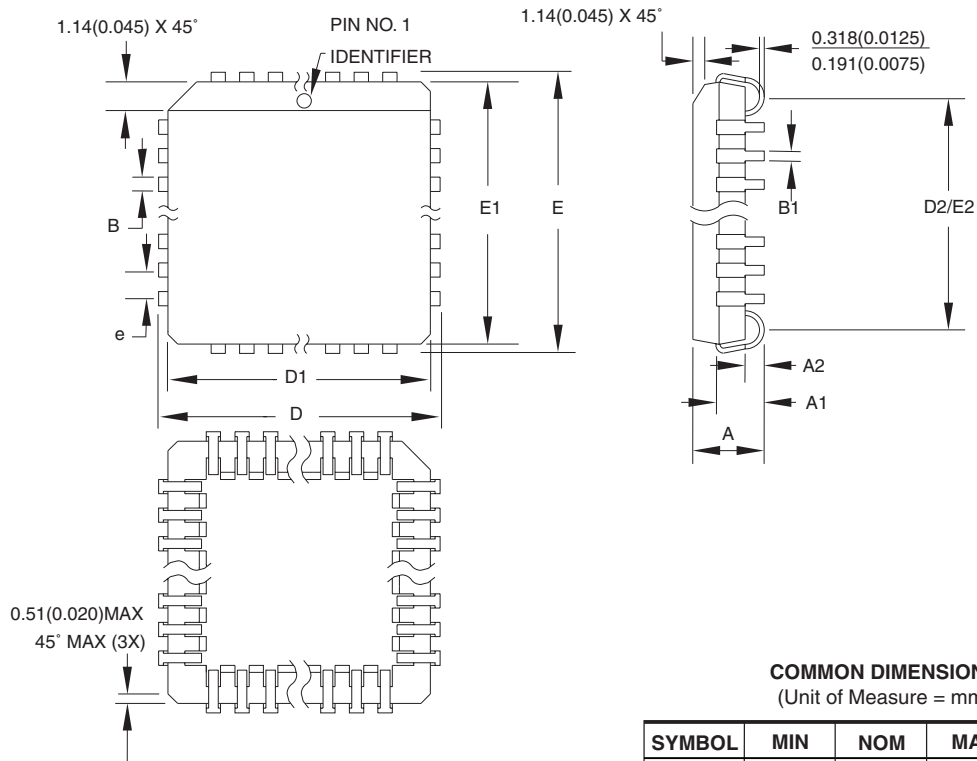 1.14(0.045) X 45˚
PIN NO. 1
IDENTIFIER
1.14(0.045) X 45˚
0.318(0.0125)
0.191(0.0075)
B
e
E1
E
B1
D2/E2
D1
D
A2
A1
A
0.51(0.020)MAX
45˚ MAX (3X)
COMMON DIMENSION
(Unit of Measure = mm
SYMBOL MIN NOM MA